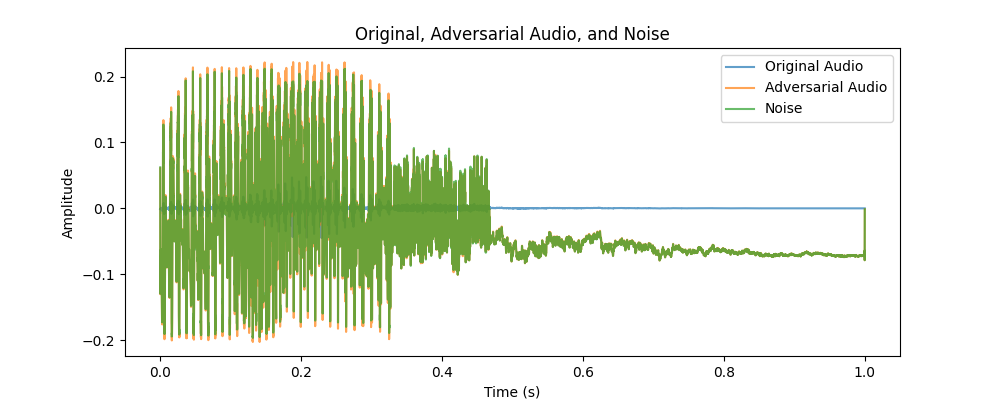 Original, Adversarial Audio, and Noise
Original Audio
Adversarial Audio
Noise
Amplitude
0.2
0.1
0.0
−0.1
−0.2
0.0
0.2
0.4
0.6
0.8
1.0
Time (s)